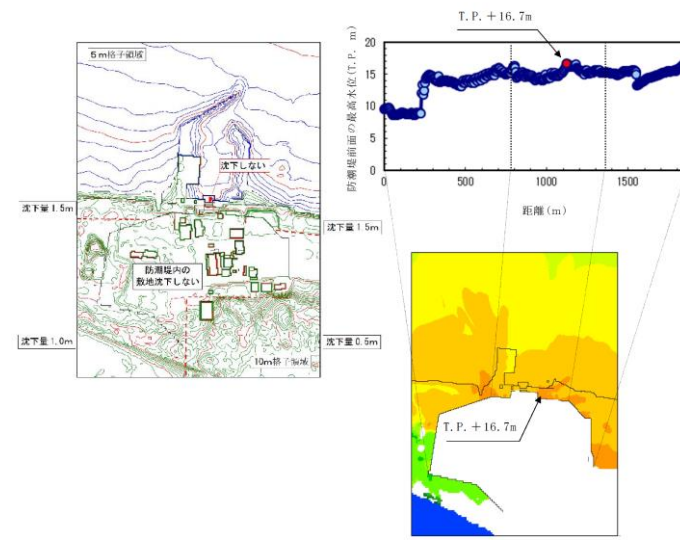 5m格子領域
沈下しない
沈下量1.5m
沈下量1.5m
防潮堤内の
敷地沈下しない
沈下量1.0m
沈下量0.5m
10m格子領域
T.P.+16.7m
防潮堤前面の最高水位(T.P. m)
20
15
10
5
0
0
500
1000
1500
距離(m)
T.P.+16.7m